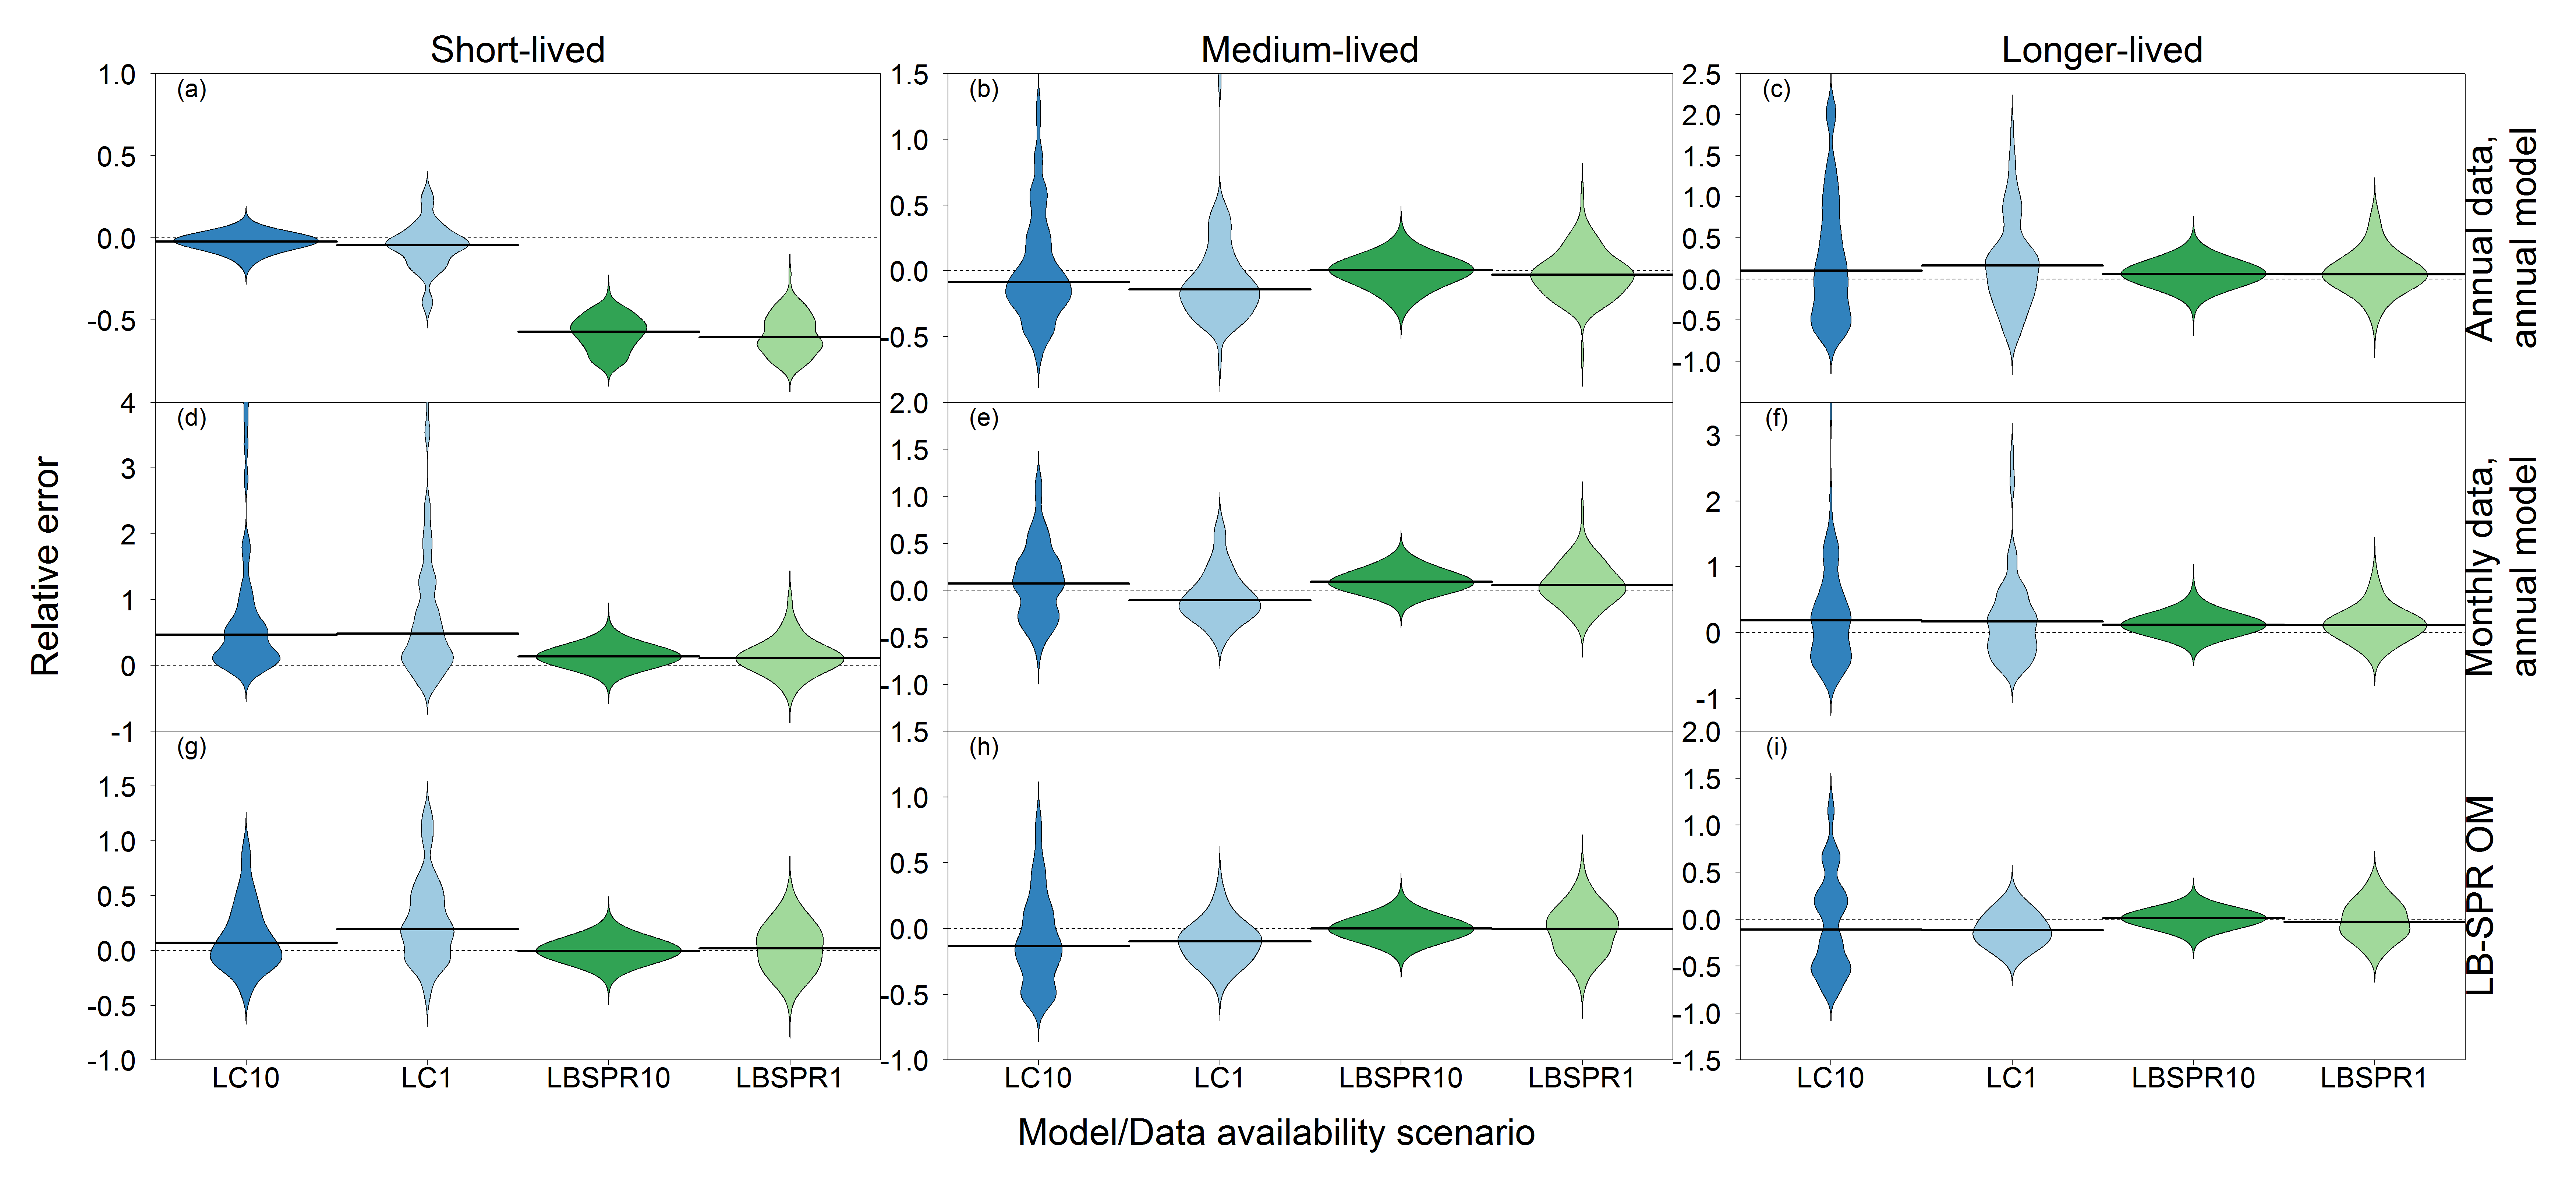 Short-lived
Medium-lived
Longer-lived
(a)
1.0
0.5
0.0
-0.5
(b)
1.5
1.0
0.5
0.0
-0.5
(c)
2.5
2.0
1.5
1.0
0.5
0.0
-0.5
-1.0
Annual data,
annual model
(d)
4
3
2
1
0
-1
(e)
2.0
1.5
1.0
0.5
0.0
-0.5
-1.0
(f)
3
2
1
0
-1
Monthly data,
annual model
(g)
1.5
1.0
0.5
0.0
-0.5
-1.0
(h)
1.5
1.0
0.5
0.0
-0.5
-1.0
(i)
2.0
1.5
1.0
0.5
0.0
-0.5
-1.0
-1.5
LB-SPR OM
Relative error
LC10 LC1 LBSPR10 LBSPR1
LC10 LC1 LBSPR10 LBSPR1
LC10 LC1 LBSPR10 LBSPR1
Model/Data availability scenario